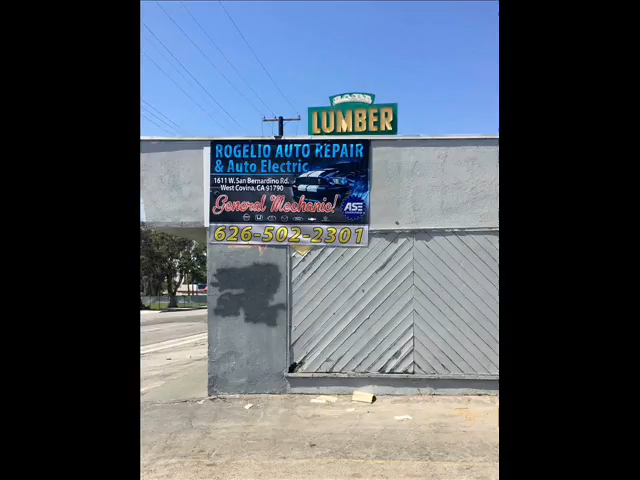 LUMBER
ROGELIO AUTO REPAIR
& Auto Electric
1611 W. San Bernardino Rd.
West Covina, CA 91790
General Mechanic!
ASE
626-502-2301